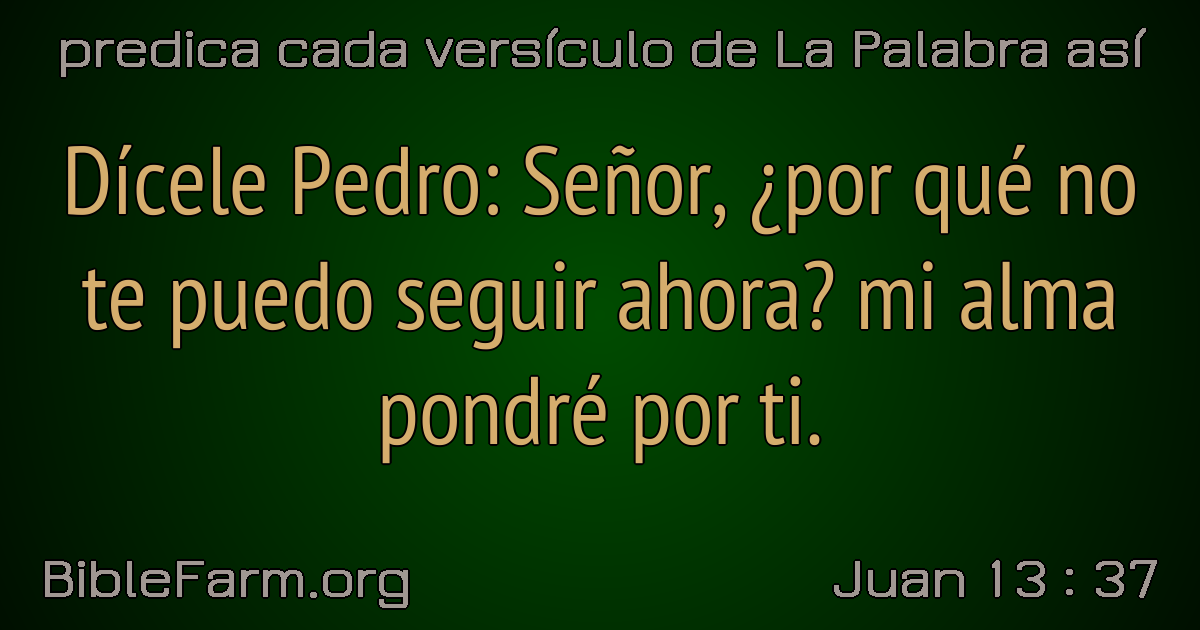 predica cada versículo de La Palabra así
Dícele Pedro: Señor, ¿por qué no
te puedo seguir ahora? mi alma
pondré por ti.
BibleFarm.org
Juan 13 : 37